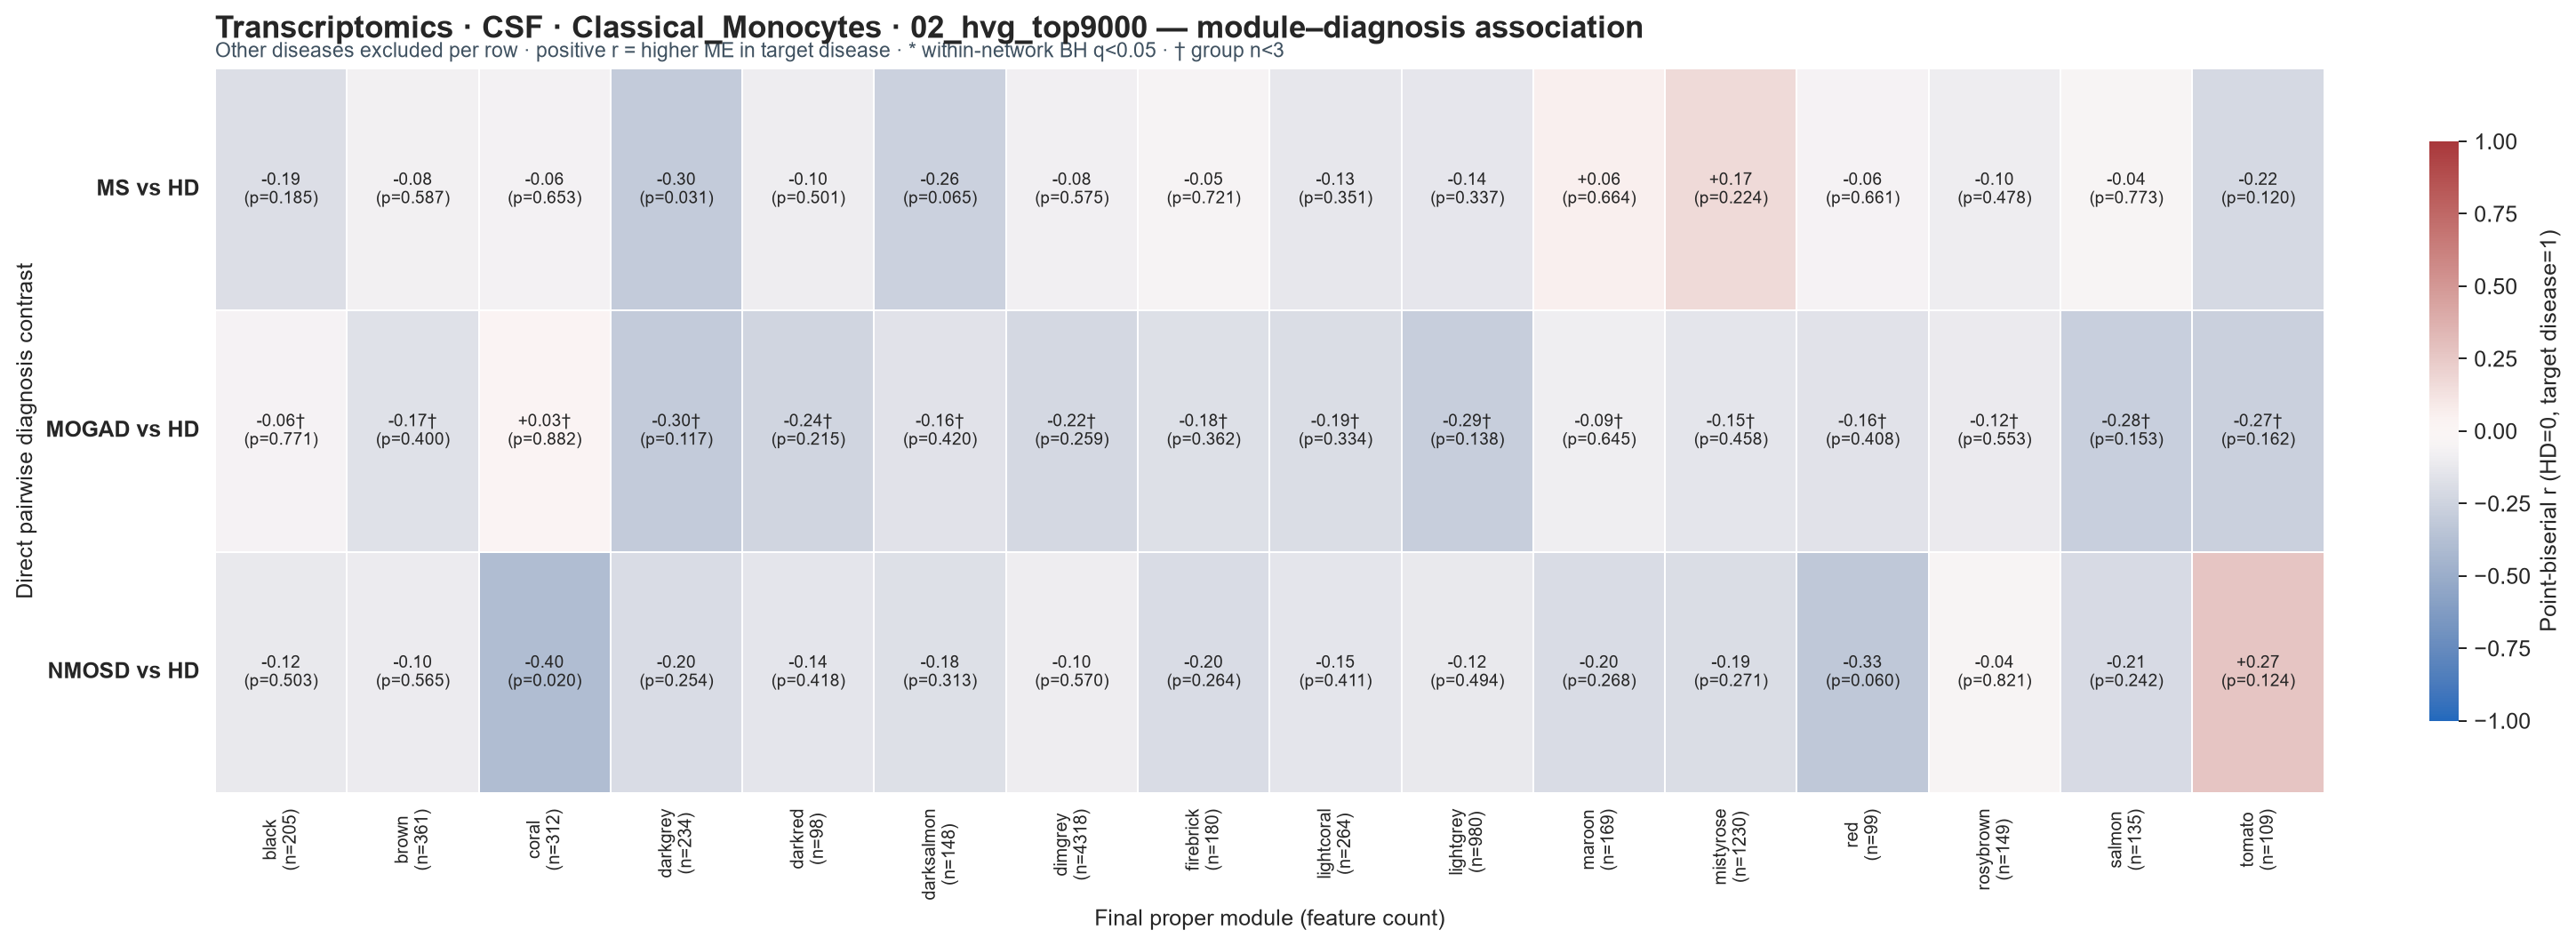 Transcriptomics · CSF · Classical_Monocytes · 02_hvg_top9000 — module–diagnosis association
Other diseases excluded per row · positive r = higher ME in target disease · * within-network BH q<0.05 · † group n<3
Direct pairwise diagnosis contrast
MS vs HD
-0.19
(p=0.185)
-0.08
(p=0.587)
-0.06
(p=0.653)
-0.30
(p=0.031)
-0.10
(p=0.501)
-0.26
(p=0.065)
-0.08
(p=0.575)
-0.05
(p=0.721)
-0.13
(p=0.351)
-0.14
(p=0.337)
+0.06
(p=0.664)
+0.17
(p=0.224)
-0.06
(p=0.661)
-0.10
(p=0.478)
-0.04
(p=0.773)
-0.22
(p=0.120)
MOGAD vs HD
-0.06†
(p=0.771)
-0.17†
(p=0.400)
+0.03†
(p=0.882)
-0.30†
(p=0.117)
-0.24†
(p=0.215)
-0.16†
(p=0.420)
-0.22†
(p=0.259)
-0.18†
(p=0.362)
-0.19†
(p=0.334)
-0.29†
(p=0.138)
-0.09†
(p=0.645)
-0.15†
(p=0.458)
-0.16†
(p=0.408)
-0.12†
(p=0.553)
-0.28†
(p=0.153)
-0.27†
(p=0.162)
NMOSD vs HD
-0.12
(p=0.503)
-0.10
(p=0.565)
-0.40
(p=0.020)
-0.20
(p=0.254)
-0.14
(p=0.418)
-0.18
(p=0.313)
-0.10
(p=0.570)
-0.20
(p=0.264)
-0.15
(p=0.411)
-0.12
(p=0.494)
-0.20
(p=0.268)
-0.19
(p=0.271)
-0.33
(p=0.060)
-0.04
(p=0.821)
-0.21
(p=0.242)
+0.27
(p=0.124)
black
(n=205)
brown
(n=361)
coral
(n=312)
darkgrey
(n=234)
darkred
(n=98)
darksalmon
(n=148)
dimgrey
(n=4318)
firebrick
(n=180)
lightcoral
(n=264)
lightgrey
(n=980)
maroon
(n=169)
mistyrose
(n=1230)
red
(n=99)
rosybrown
(n=149)
salmon
(n=135)
tomato
(n=109)
Final proper module (feature count)
1.00
0.75
0.50
0.25
0.00
−0.25
−0.50
−0.75
−1.00
Point-biserial r (HD=0, target disease=1)